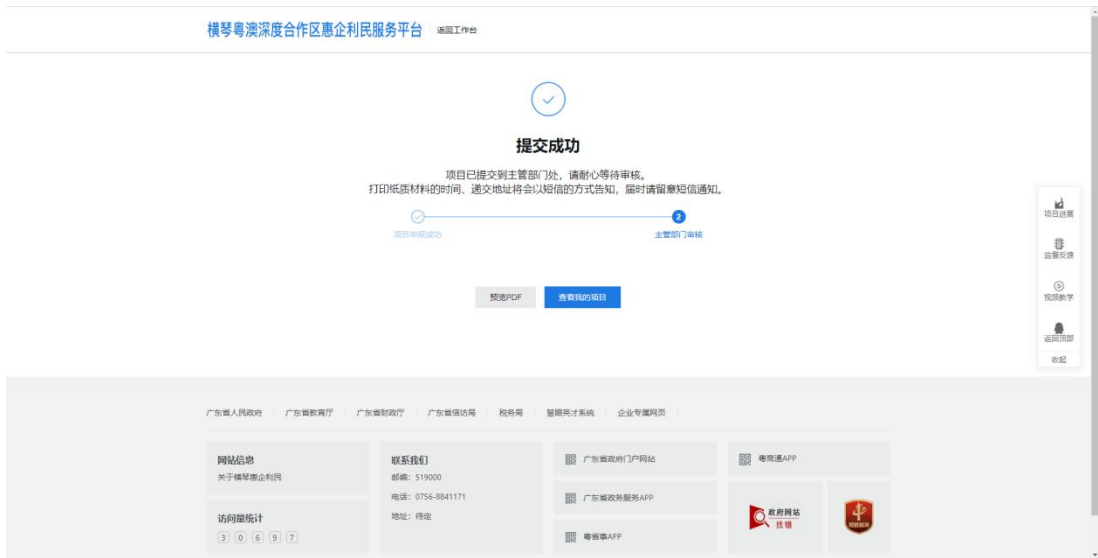 横琴粤澳深度合作区惠企利民服务平台 返回工作台
提交成功
项目已提交到主管部门处，请耐心等待审核。
打印纸质材料的时间、递交地址将会以短信的方式告知，届时请留意短信通知。
2
项目申报成功 主管部门审核
预览PDF 查看我的项目
项目进展
监督反馈
视频教学
返回顶部
收起
广东省人民政府 广东省教育厅 广东省财政厅 广东省信访局 税务局 慧眼英才系统 企业专属网页
网站信息
关于横琴惠企利民
访问量统计
3 0 6 9 7
联系我们
邮编：519000
电话：0756-8841171
地址：待定
广东省政府门户网站
广东省政务服务APP
粤省事APP
粤商通APP
政府网站
找错
党政机关